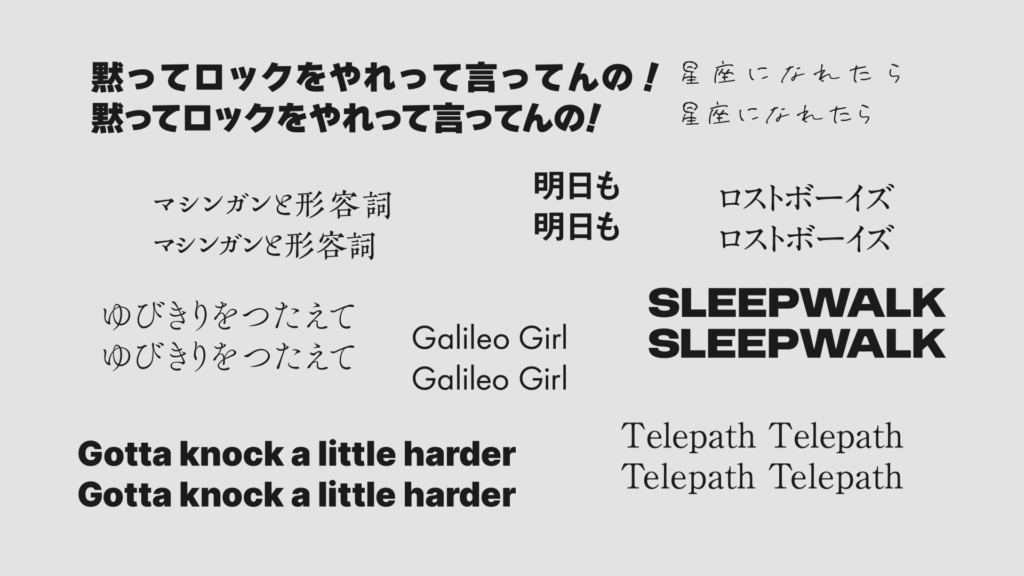 黙ってロックをやれって言ってんの！
黙ってロックをやれって言ってんの!
星座になれたら
星座になれたら
マシンガンと形容詞
マシンガンと形容詞
明日も
明日も
ロストボーイズ
ロストボーイズ
ゆびきりをつたえて
ゆびきりをつたえて
Galileo Girl
Galileo Girl
SLEEPWALK
SLEEPWALK
Gotta knock a little harder
Gotta knock a little harder
Telepath Telepath
Telepath Telepath